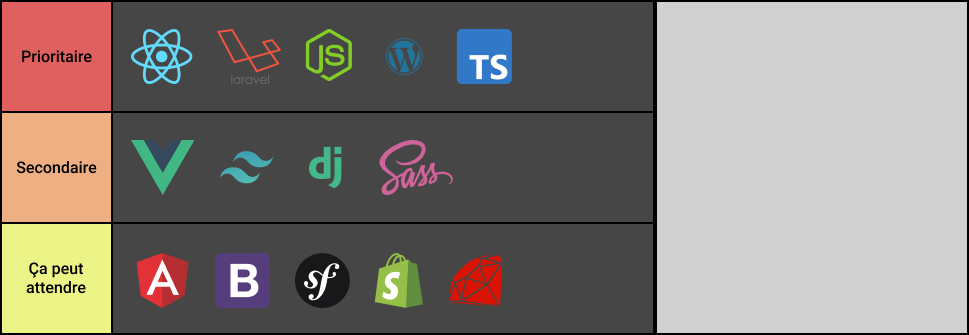 Prioritaire
laravel
JS
W
TS
Secondaire
dj
Sass
Ça peut
attendre
A
B
sf
S